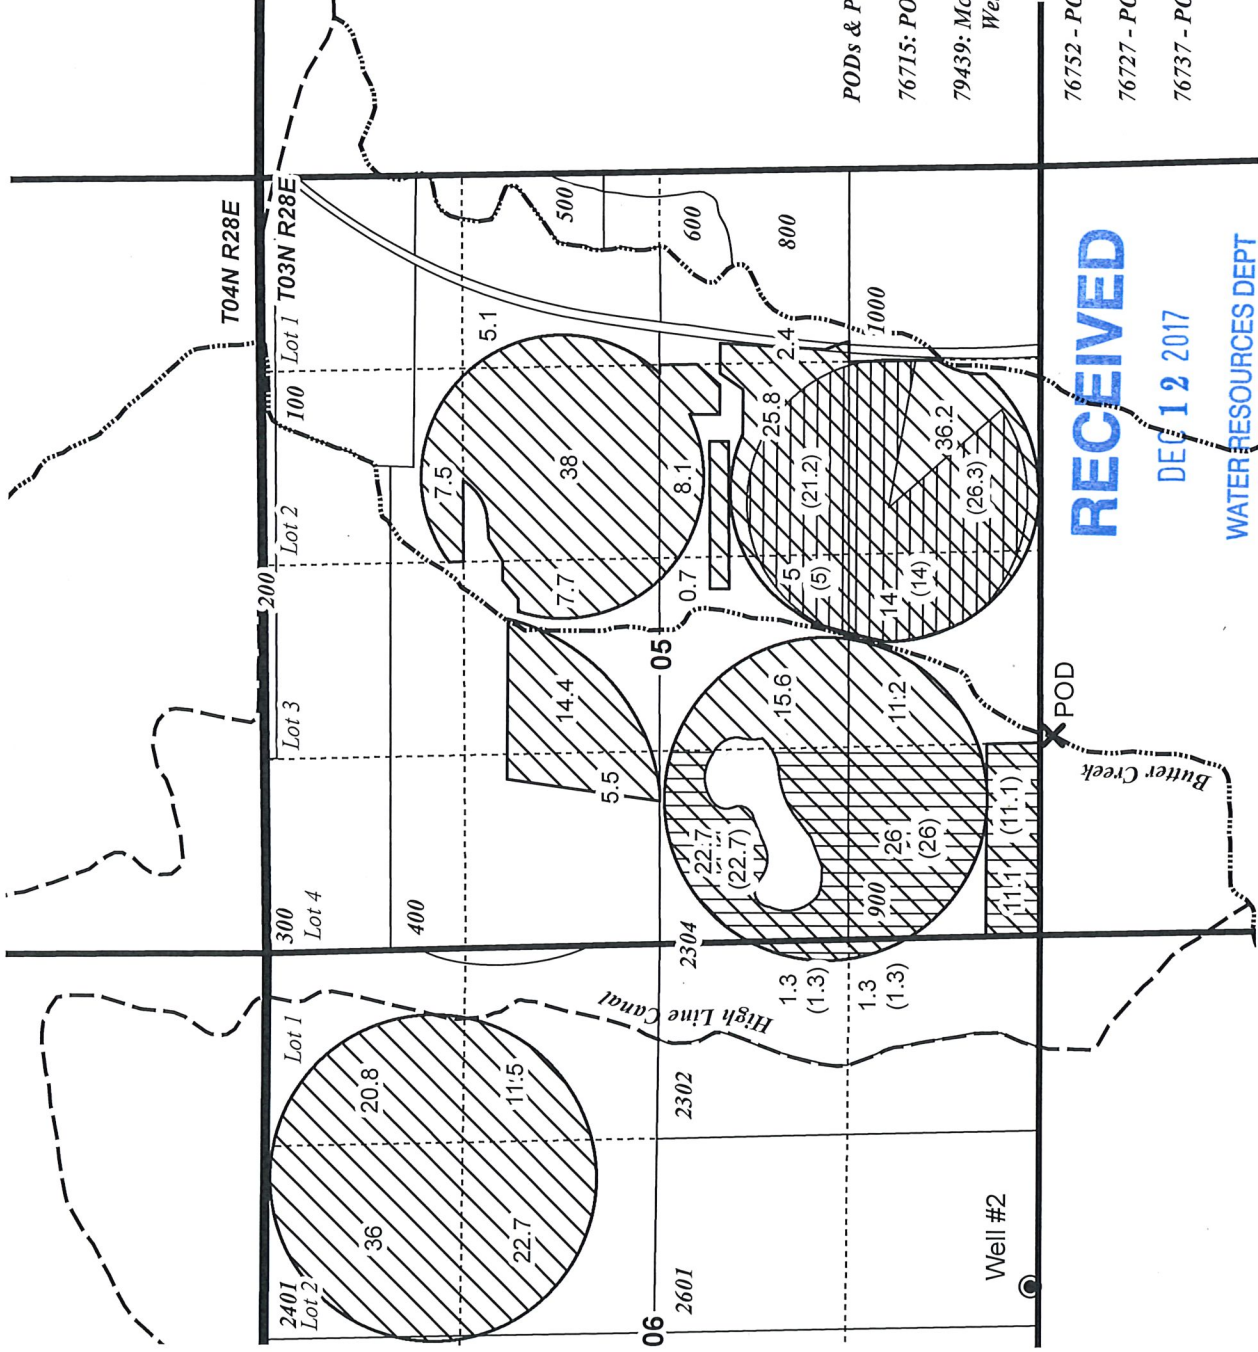 T04N R28E
T03N R28E
Lot 1
100
Lot 2
200
Lot 3
300
Lot 4
400
Lot 1
2401
Lot 2
5.1
7.5
38
7.7
8.1
0.7
14.4
5.5
05
500
600
800
1000
2.4
25.8
(21.2)
5
(5)
36.2
(26.3)
14
(14)
15.6
11.2
22.7
(22.7)
26
(26)
900
11.1
(11.1)
1.3
(1.3)
1.3
(1.3)
2304
High Line Canal
20.8
11.5
36
22.7
2302
06
2601
Well #2
POD
Butter Creek
PODs & P
76715: PO
79439: Mc
We
76752 - PO
76727 - PO
76737 - PO
RECEIVED
DEC 12 2017
WATER RESOURCES DEPT